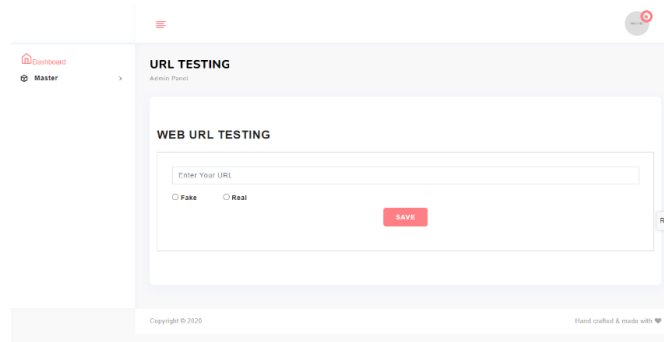 Dashboard
Master
URL TESTING
Admin Panel
WEB URL TESTING
Enter Your URL
Fake
Real
SAVE
R
Copyright © 2020
Hand crafted & made with